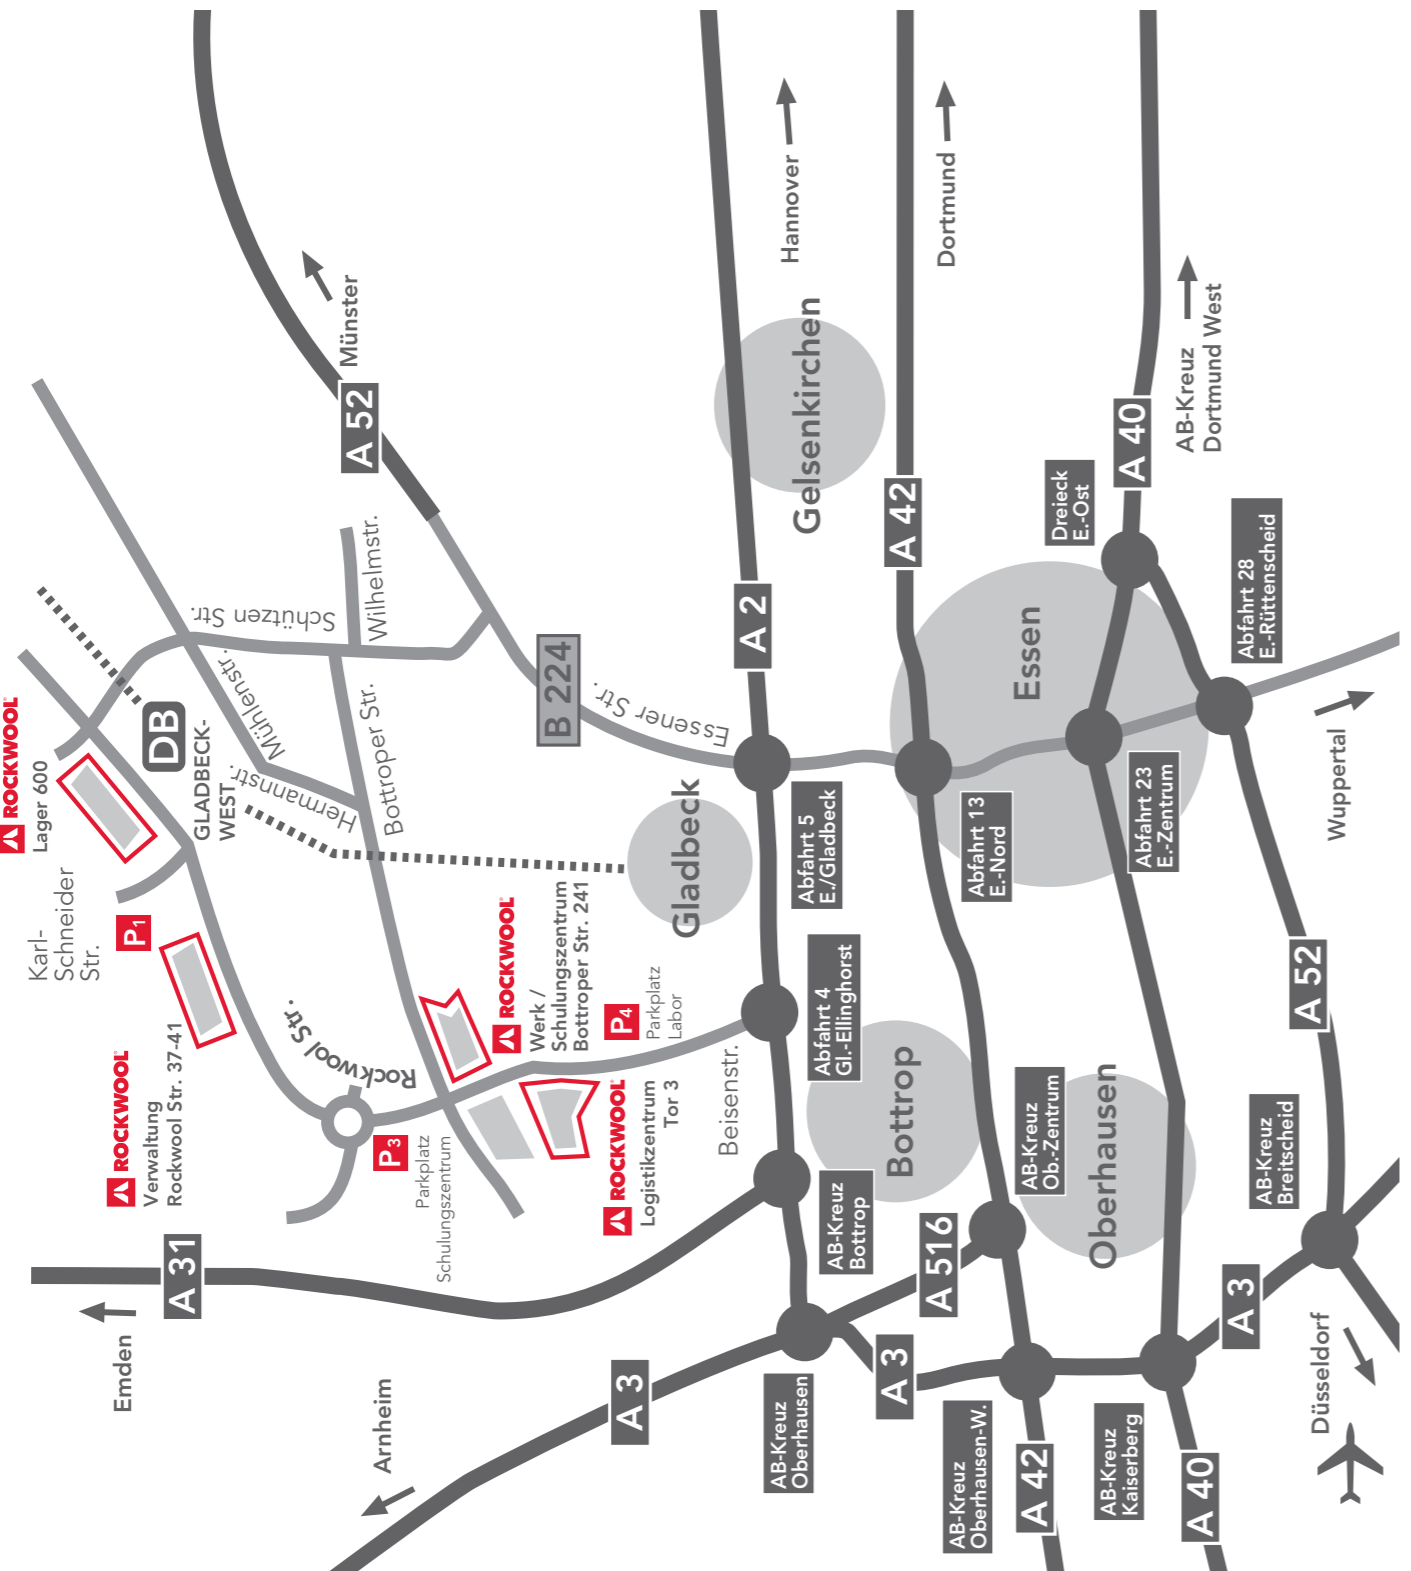 Emden
A 31
Arnheim
A 3
ROCKWOOL
Verwaltung
Rockwool Str. 37-41
P1
Karl-
Schneider
Str.
ROCKWOOL
Lager 600
DB
GLADBECK-
WEST
Rockwool Str.
P3
Parkplatz
Schulungszentrum
Hermannstr.
Mühlenstr.
Schützen Str.
Bottroper Str.
Wilhelmstr.
A 52
Münster
ROCKWOOL
Werk /
Schulungszentrum
Bottroper Str. 241
ROCKWOOL
Logistikzentrum
Tor 3
P4
Parkplatz
Labor
Beisenstr.
B 224
Essener Str.
Gladbeck
A 2
Hannover
Gelsenkirchen
AB-Kreuz
Oberhausen
AB-Kreuz
Bottrop
Abfahrt 4
Gl.-Ellinghorst
Abfahrt 5
E./Gladbeck
A 3
A 516
Bottrop
A 42
Dortmund
AB-Kreuz
Oberhausen-W.
A 42
AB-Kreuz
Ob.-Zentrum
Abfahrt 13
E.-Nord
Essen
Dreieck
E.-Ost
A 40
AB-Kreuz
Dortmund West
AB-Kreuz
Kaiserberg
A 40
Oberhausen
Abfahrt 23
E.-Zentrum
Abfahrt 28
E.-Rüttenscheid
A 3
AB-Kreuz
Breitscheid
A 52
Wuppertal
Düsseldorf